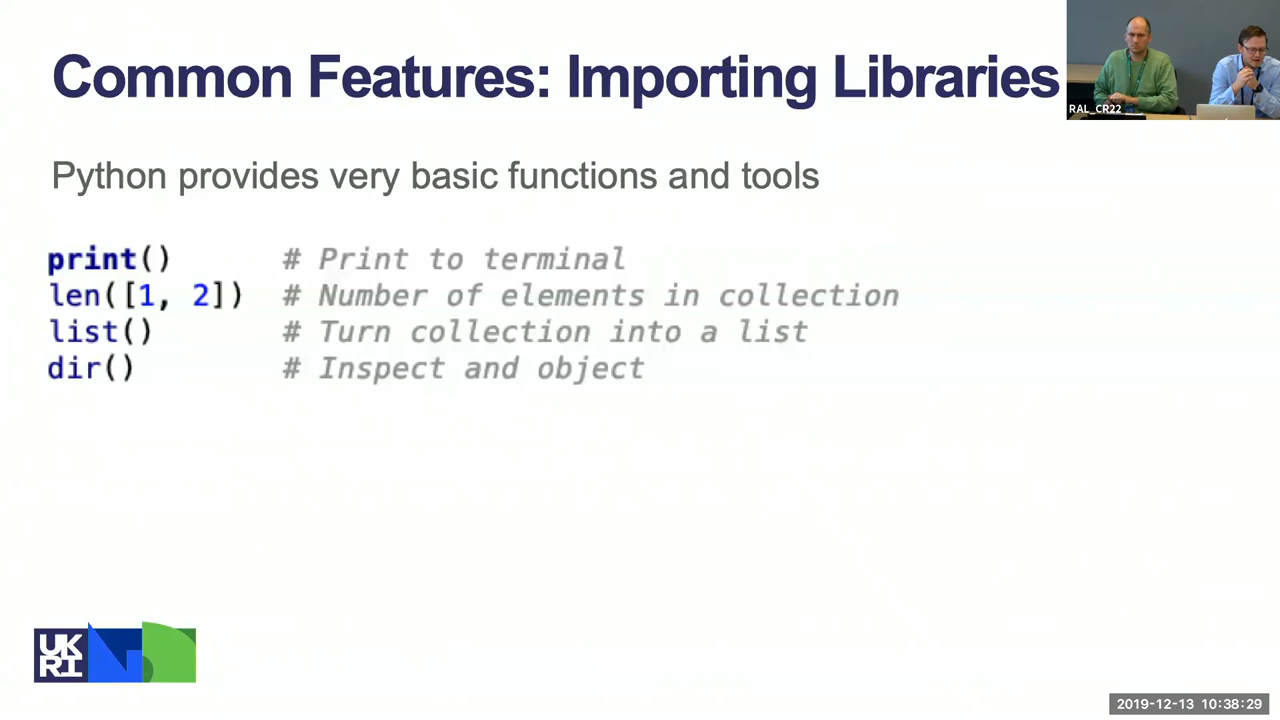 Common Features: Importing Libraries
RAL_CR22
Python provides very basic functions and tools
print() # Print to terminal
len([1, 2]) # Number of elements in collection
list() # Turn collection into a list
dir() # Inspect and object
UK
RI
2019-12-13 10:38:29